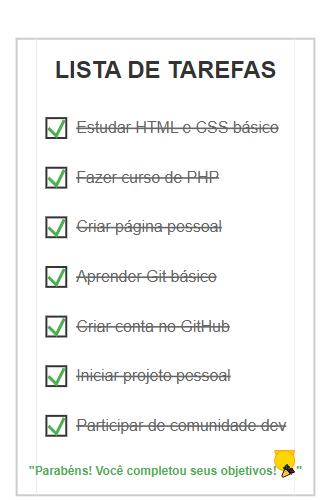 LISTA DE TAREFAS
Estudar HTML e CSS básico
Fazer curso de PHP
Criar página pessoal
Aprender Git básico
Criar conta no GitHub
Iniciar projeto pessoal
Participar de comunidade dev
"Parabéns! Você completou seus objetivos! "